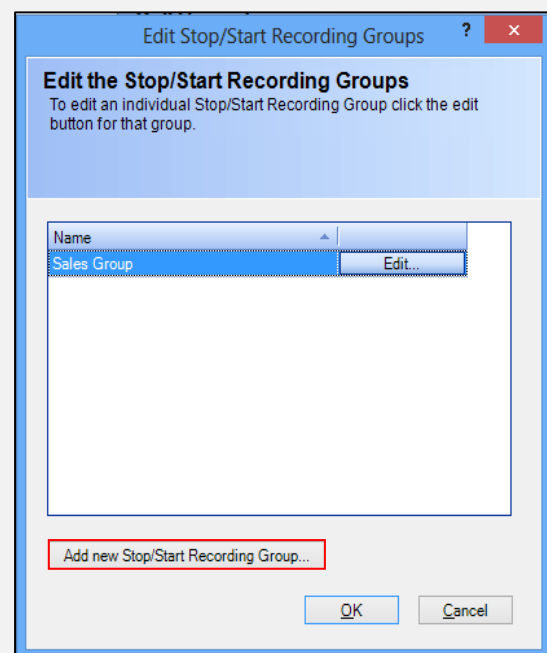 Edit Stop/Start Recording Groups ? ×
Edit the Stop/Start Recording Groups
To edit an individual Stop/Start Recording Group click the edit
button for that group.
Name
Sales Group Edit...
Add new Stop/Start Recording Group...
OK Cancel